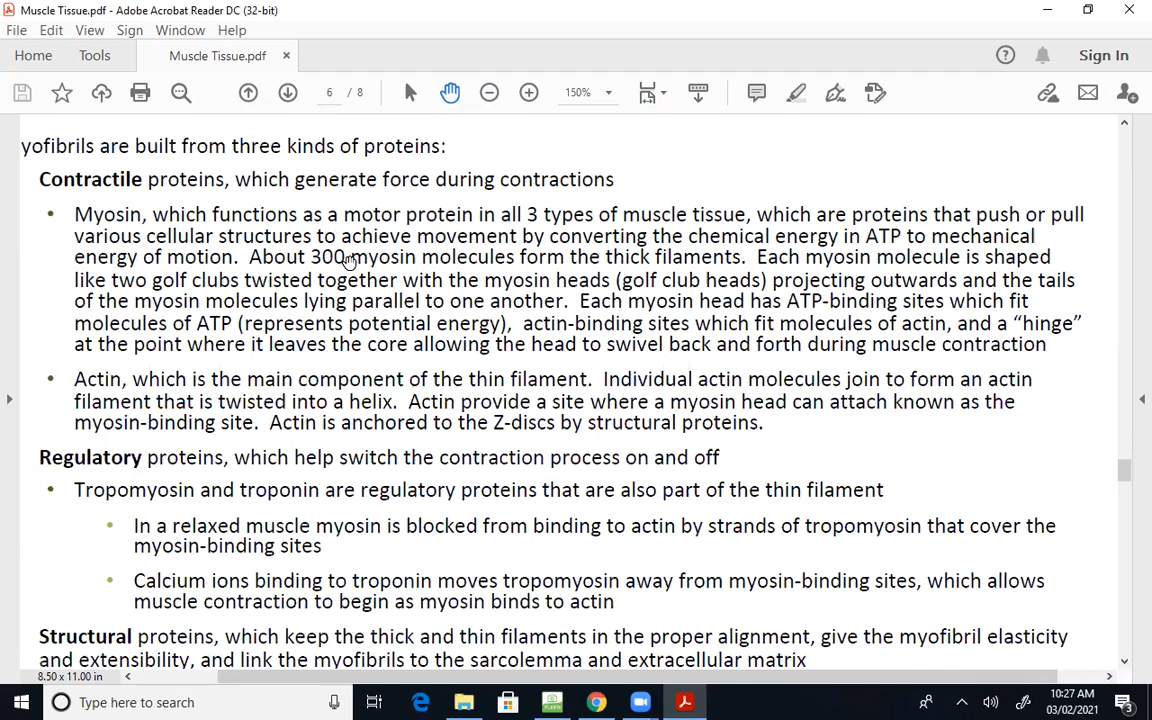 Muscle Tissue.pdf - Adobe Acrobat Reader DC (32-bit)
File Edit View Sign Window Help
Home Tools Muscle Tissue.pdf × Sign In
6 / 8 150%
yofibrils are built from three kinds of proteins:
Contractile proteins, which generate force during contractions
• Myosin, which functions as a motor protein in all 3 types of muscle tissue, which are proteins that push or pull
various cellular structures to achieve movement by converting the chemical energy in ATP to mechanical
energy of motion. About 300 myosin molecules form the thick filaments. Each myosin molecule is shaped
like two golf clubs twisted together with the myosin heads (golf club heads) projecting outwards and the tails
of the myosin molecules lying parallel to one another. Each myosin head has ATP-binding sites which fit
molecules of ATP (represents potential energy), actin-binding sites which fit molecules of actin, and a “hinge”
at the point where it leaves the core allowing the head to swivel back and forth during muscle contraction
• Actin, which is the main component of the thin filament. Individual actin molecules join to form an actin
filament that is twisted into a helix. Actin provide a site where a myosin head can attach known as the
myosin-binding site. Actin is anchored to the Z-discs by structural proteins.
Regulatory proteins, which help switch the contraction process on and off
• Tropomyosin and troponin are regulatory proteins that are also part of the thin filament
• In a relaxed muscle myosin is blocked from binding to actin by strands of tropomyosin that cover the
myosin-binding sites
• Calcium ions binding to troponin moves tropomyosin away from myosin-binding sites, which allows
muscle contraction to begin as myosin binds to actin
Structural proteins, which keep the thick and thin filaments in the proper alignment, give the myofibril elasticity
and extensibility, and link the myofibrils to the sarcolemma and extracellular matrix
8.50 x 11.00 in
Type here to search
10:27 AM
03/02/2021
3